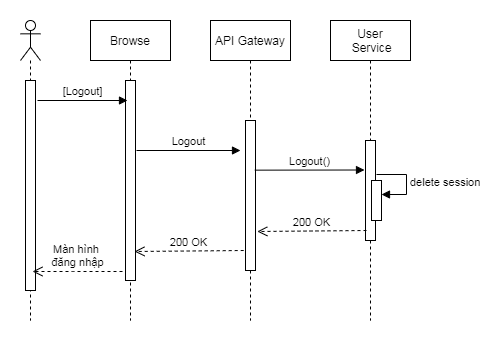 Browse
API Gateway
User
Service
[Logout]
Logout
Logout()
delete session
200 OK
200 OK
Màn hình
đăng nhập